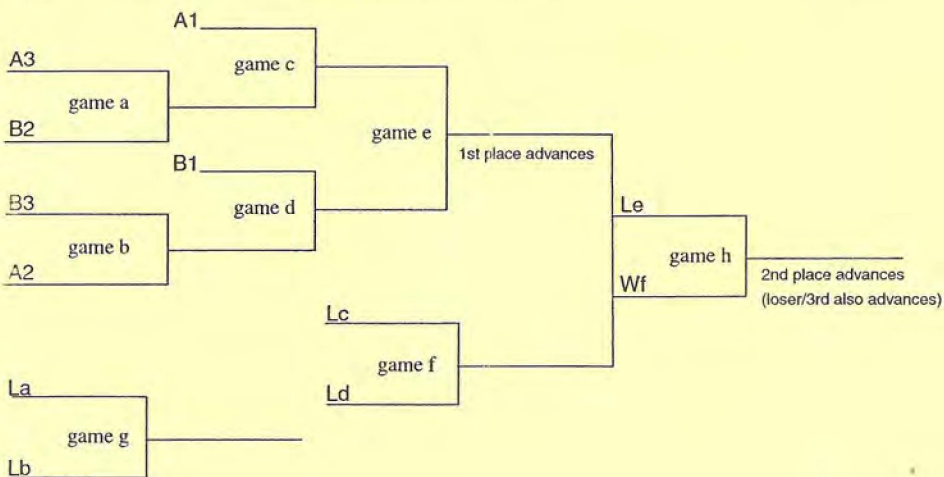 A1
A3
game c
game a
B2
game e
B1
1st place advances
B3
game d
Le
game b
game h
A2
2nd place advances
Wf
(loser/3rd also advances)
Lc
game f
La
Ld
game g
Lb